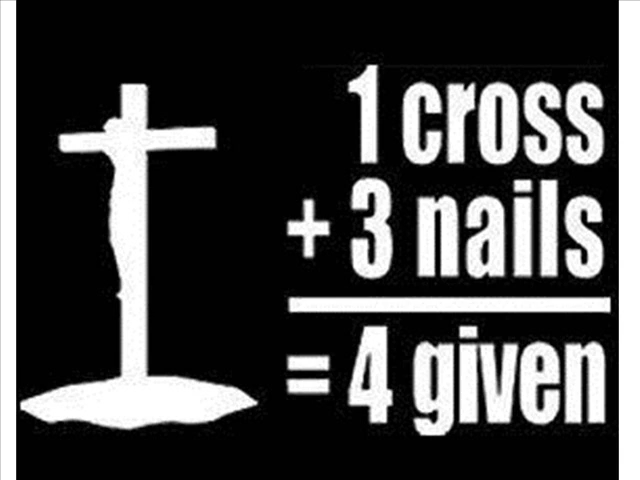 1 cross
+ 3 nails
= 4 given